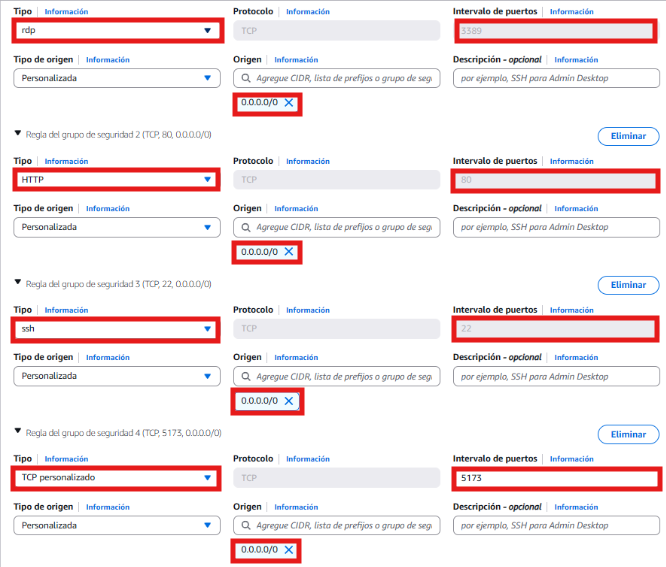 Tipo | Información Protocolo | Información Intervalo de puertos | Información
rdp TCP 3389
Tipo de origen | Información Origen | Información Descripción - opcional | Información
Personalizada Agregue CIDR, lista de prefijos o grupo de seg por ejemplo, SSH para Admin Desktop
0.0.0.0/0 ×
Regla del grupo de seguridad 2 (TCP, 80, 0.0.0.0/0) Eliminar
Tipo | Información Protocolo | Información Intervalo de puertos | Información
HTTP TCP 80
Tipo de origen | Información Origen | Información Descripción - opcional | Información
Personalizada Agregue CIDR, lista de prefijos o grupo de seg por ejemplo, SSH para Admin Desktop
0.0.0.0/0 ×
Regla del grupo de seguridad 3 (TCP, 22, 0.0.0.0/0) Eliminar
Tipo | Información Protocolo | Información Intervalo de puertos | Información
ssh TCP 22
Tipo de origen | Información Origen | Información Descripción - opcional | Información
Personalizada Agregue CIDR, lista de prefijos o grupo de seg por ejemplo, SSH para Admin Desktop
0.0.0.0/0 ×
Regla del grupo de seguridad 4 (TCP, 5173, 0.0.0.0/0) Eliminar
Tipo | Información Protocolo | Información Intervalo de puertos | Información
TCP personalizado TCP 5173
Tipo de origen | Información Origen | Información Descripción - opcional | Información
Personalizada Agregue CIDR, lista de prefijos o grupo de seg por ejemplo, SSH para Admin Desktop
0.0.0.0/0 ×